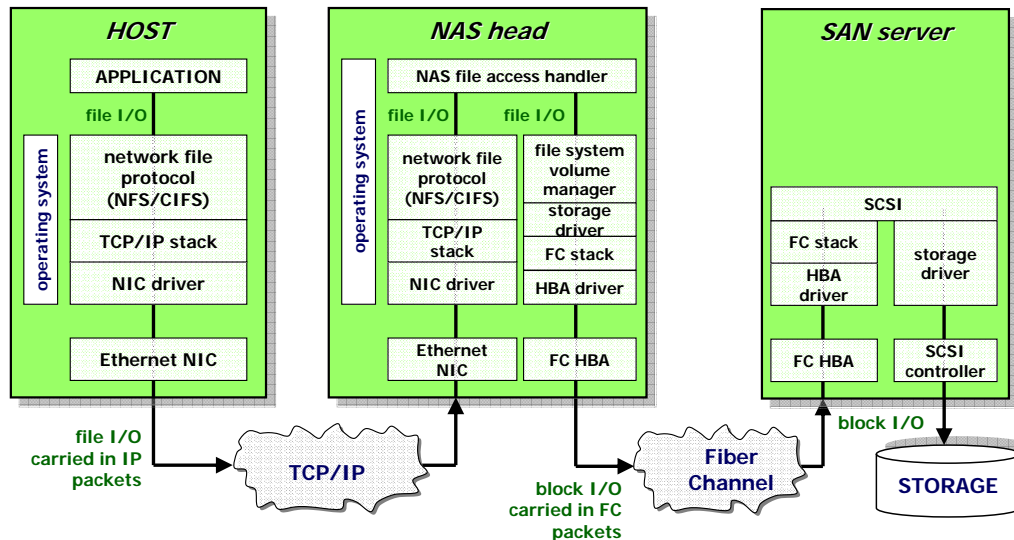 HOST
APPLICATION
file I/O
operating system
network file
protocol
(NFS/CIFS)
TCP/IP stack
NIC driver
Ethernet NIC
file I/O
carried in IP
packets
TCP/IP
NAS head
NAS file access handler
file I/O
file I/O
operating system
network file
protocol
(NFS/CIFS)
TCP/IP
stack
NIC driver
Ethernet
NIC
file system
volume
manager
storage
driver
FC stack
HBA driver
FC HBA
block I/O
carried in FC
packets
Fiber
Channel
SAN server
SCSI
FC stack
HBA
driver
FC HBA
storage
driver
SCSI
controller
block I/O
STORAGE